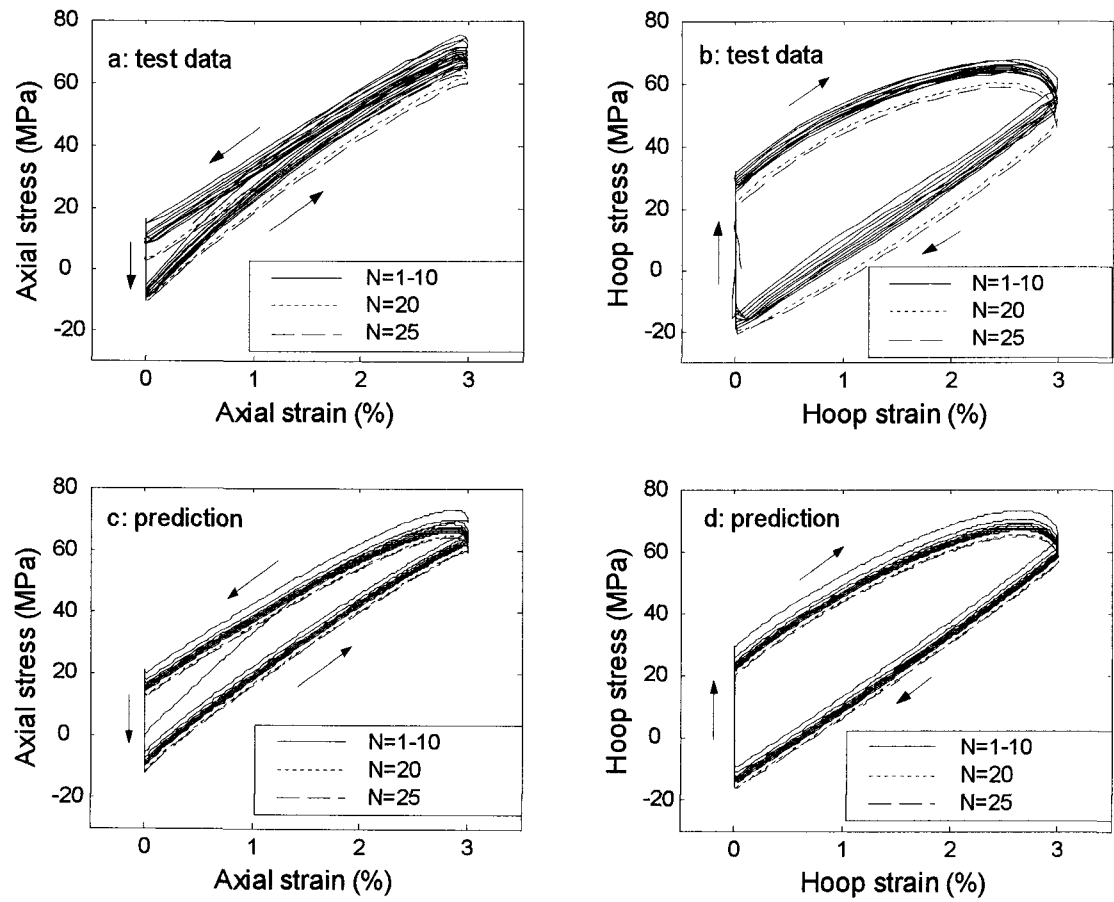 80
60
40
20
0
-20
Axial stress (MPa)
a: test data
N=1-10
N=20
N=25
0 1 2 3
Axial strain (%)
80
60
40
20
0
-20
Hoop stress (MPa)
b: test data
N=1-10
N=20
N=25
0 1 2 3
Hoop strain (%)
80
60
40
20
0
-20
Axial stress (MPa)
c: prediction
N=1-10
N=20
N=25
0 1 2 3
Axial strain (%)
80
60
40
20
0
-20
Hoop stress (MPa)
d: prediction
N=1-10
N=20
N=25
0 1 2 3
Hoop strain (%)